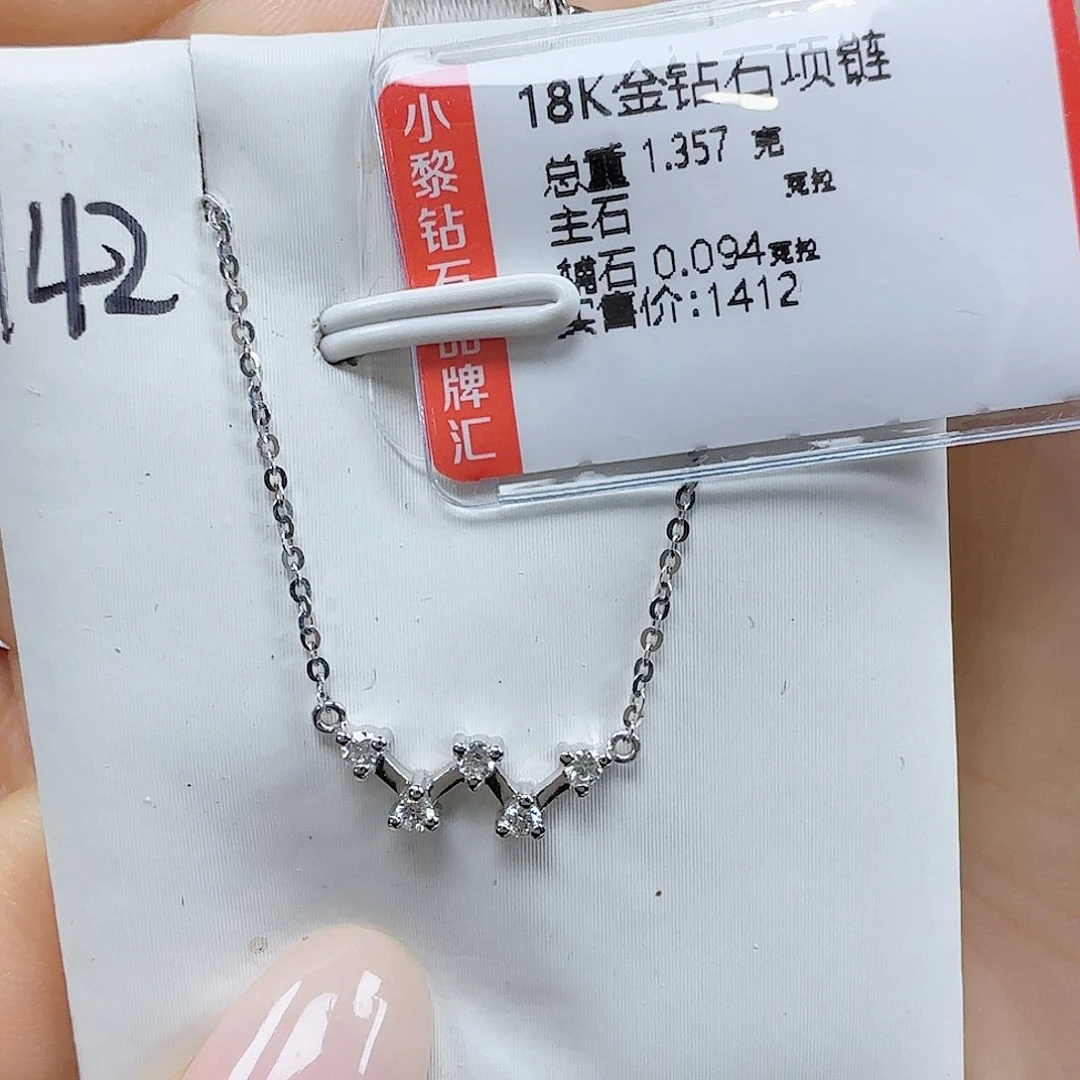 小黎钻石品牌汇
18K金钻石项链
总重 1.357 克
克拉
主石
辅石 0.094克拉
实售价:1412
142